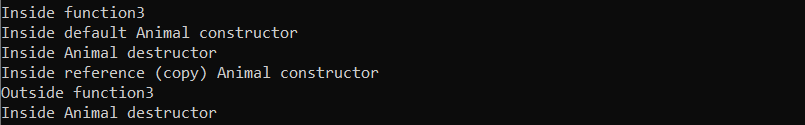 Inside function3
Inside default Animal constructor
Inside Animal destructor
Inside reference (copy) Animal constructor
Outside function3
Inside Animal destructor